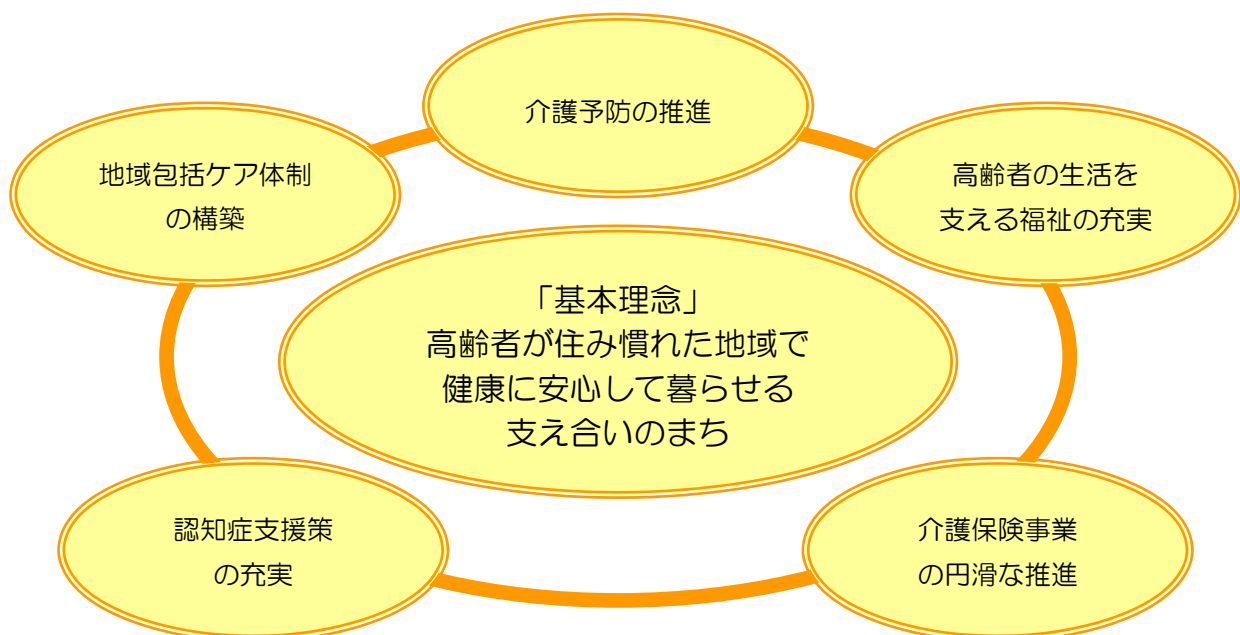 介護予防の推進
地域包括ケア体制
の構築
高齢者の生活を
支える福祉の充実
「基本理念」
高齢者が住み慣れた地域で
健康に安心して暮らせる
支え合いのまち
認知症支援策
の充実
介護保険事業
の円滑な推進